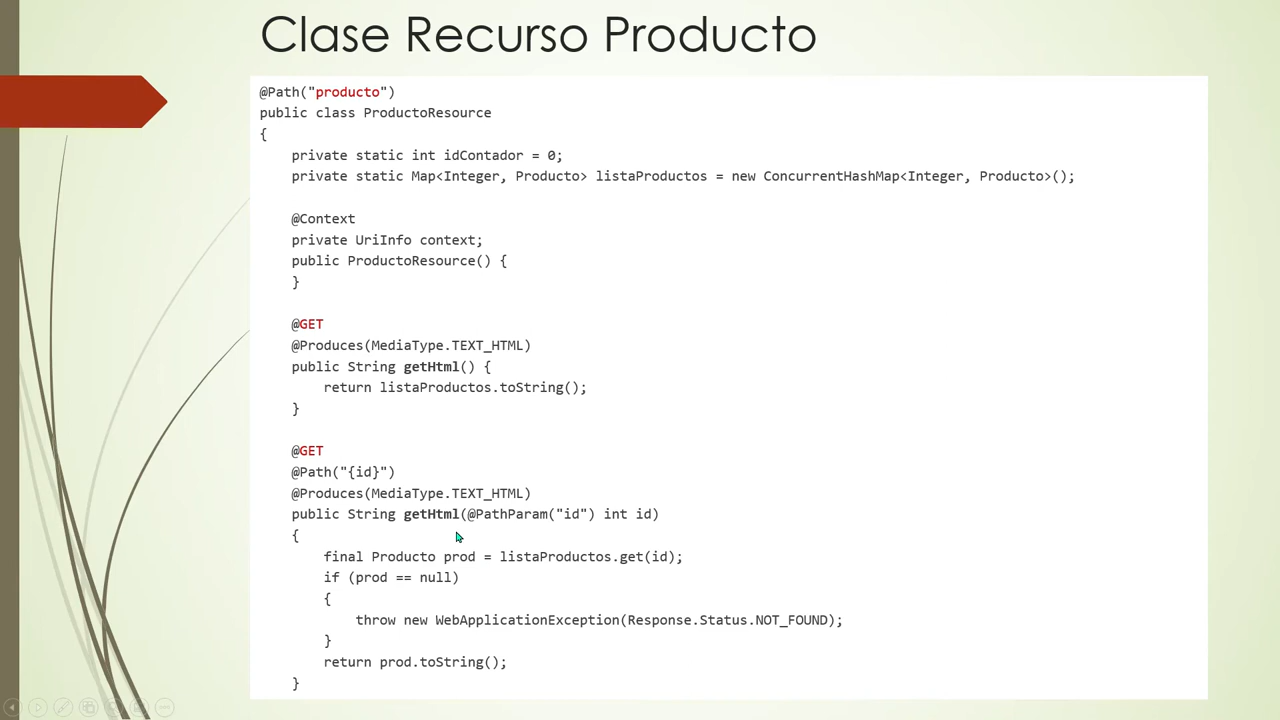 Clase Recurso Producto
@Path("producto")
public class ProductoResource
{
    private static int idContador = 0;
    private static Map<Integer, Producto> listaProductos = new ConcurrentHashMap<Integer, Producto>();

    @Context
    private UriInfo context;
    public ProductoResource() {
    }

    @GET
    @Produces(MediaType.TEXT_HTML)
    public String getHtml() {
        return listaProductos.toString();
    }

    @GET
    @Path("{id}")
    @Produces(MediaType.TEXT_HTML)
    public String getHtml(@PathParam("id") int id)
    {
        final Producto prod = listaProductos.get(id);
        if (prod == null)
        {
            throw new WebApplicationException(Response.Status.NOT_FOUND);
        }
        return prod.toString();
    }